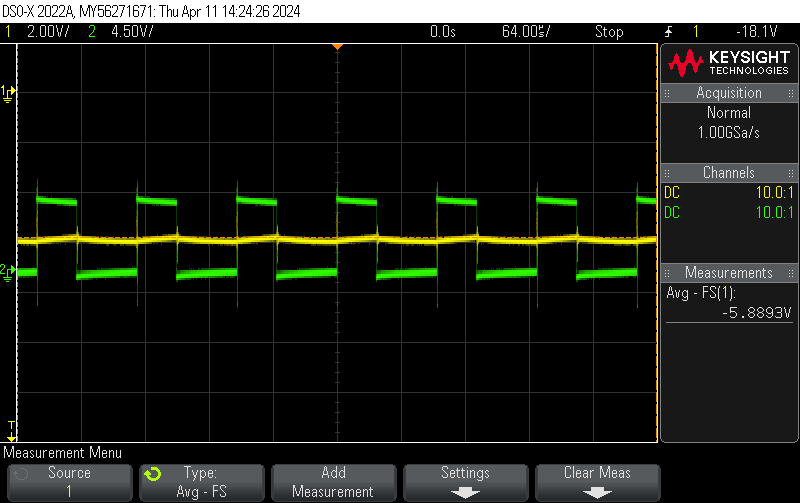 DSO-X 2022A, MY56271671: Thu Apr 11 14:24:26 2024
1 2.00V/ 2 4.50V/ 0.0s 64.00us/ Stop 1 -18.1V
KEYSIGHT
TECHNOLOGIES
Acquisition
Normal
1.00GSa/s
Channels
DC 10.0:1
DC 10.0:1
Measurements
Avg - FS(1):
-5.8893V
1
2
T
Measurement Menu
Source
1
Type:
Avg - FS
Add
Measurement
Settings
Clear Meas